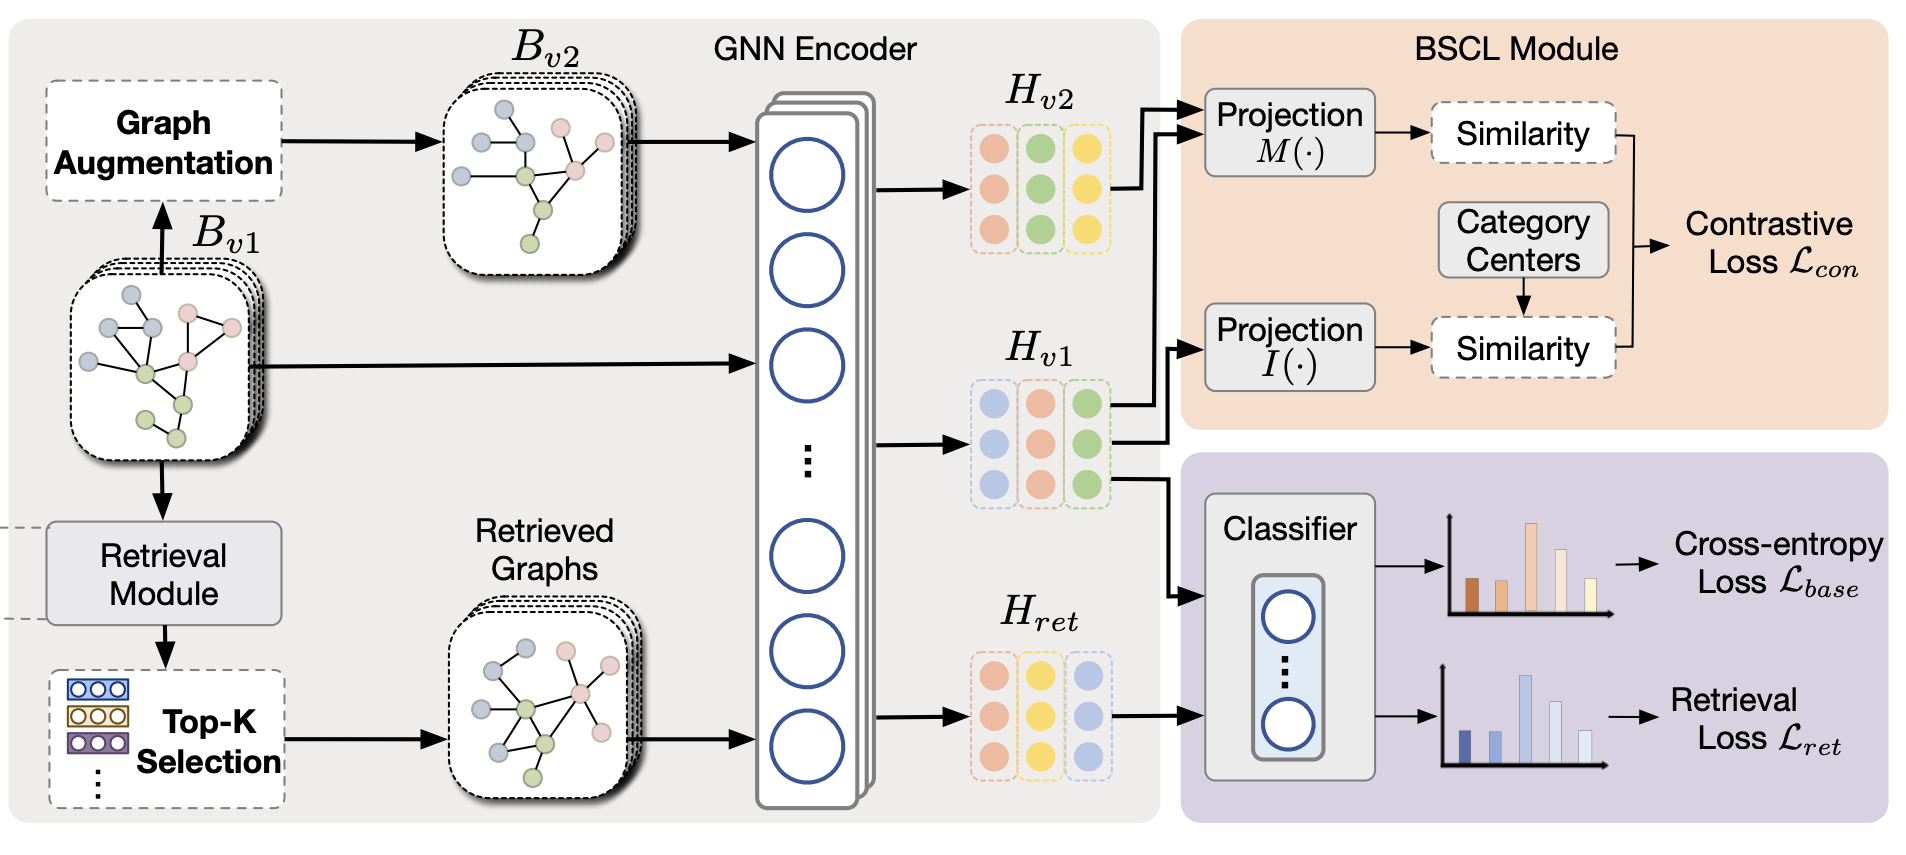 Graph
Augmentation
$B_{v2}$
GNN Encoder
$B_{v1}$
Retrieval
Module
Top-K
Selection
Retrieved
Graphs
$H_{v2}$
$H_{v1}$
$H_{ret}$
BSCL Module
Projection
$M(\cdot)$
Similarity
Category
Centers
Projection
$I(\cdot)$
Similarity
Contrastive
Loss $\mathcal{L}_{con}$
Classifier
Cross-entropy
Loss $\mathcal{L}_{base}$
Retrieval
Loss $\mathcal{L}_{ret}$